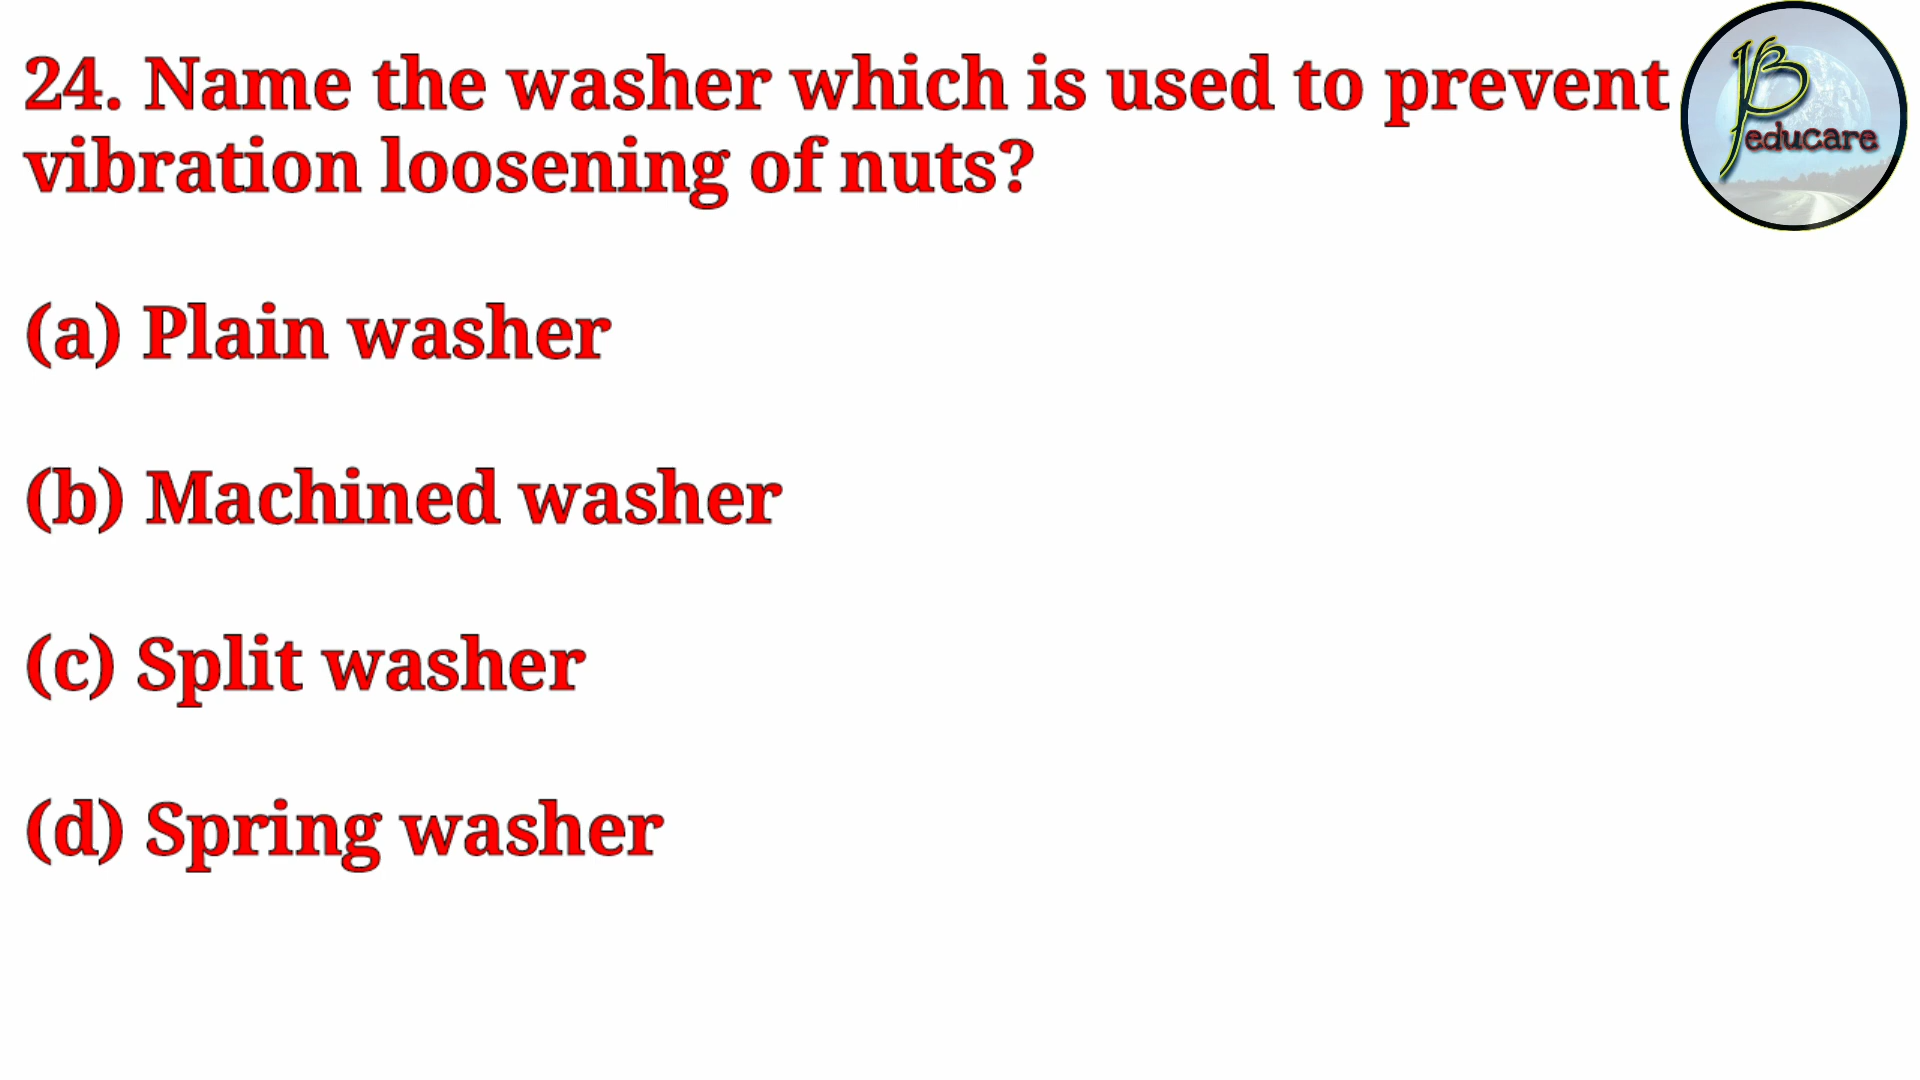 24. Name the washer which is used to prevent
vibration loosening of nuts?
(a) Plain washer
(b) Machined washer
(c) Split washer
(d) Spring washer
educare